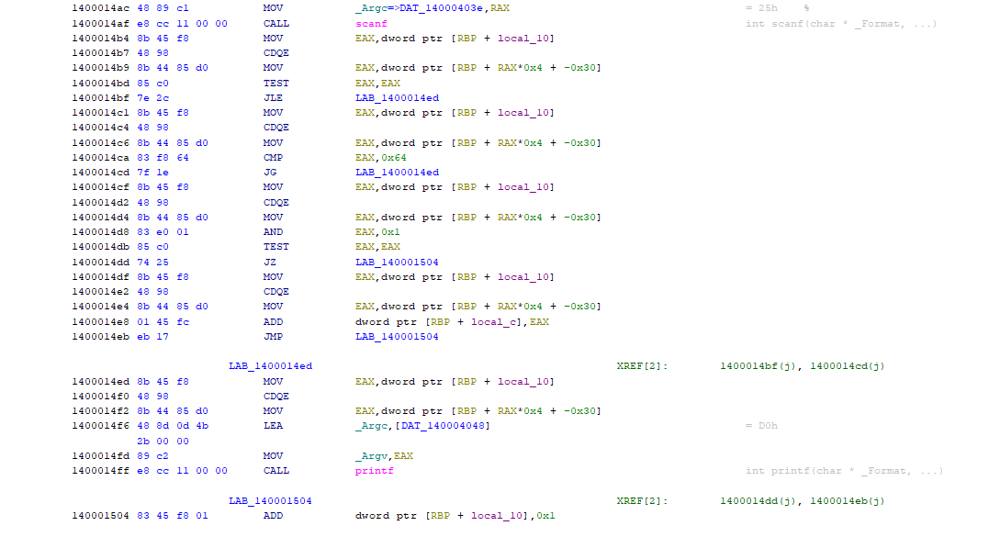 1400014ac 48 89 c1 MOV _Argc=>DAT_14000403e,RAX = 25h %
1400014af e8 cc 11 00 00 CALL scanf int scanf(char * _Format, ...)
1400014b4 8b 45 f8 MOV EAX,dword ptr [RBP + local_10]
1400014b7 48 98 CDQE
1400014b9 8b 44 85 d0 MOV EAX,dword ptr [RBP + RAX*0x4 + -0x30]
1400014bd 85 c0 TEST EAX,EAX
1400014bf 7e 2c JLE LAB_1400014ed
1400014c1 8b 45 f8 MOV EAX,dword ptr [RBP + local_10]
1400014c4 48 98 CDQE
1400014c6 8b 44 85 d0 MOV EAX,dword ptr [RBP + RAX*0x4 + -0x30]
1400014ca 83 f8 64 CMP EAX,0x64
1400014cd 7f 1e JG LAB_1400014ed
1400014cf 8b 45 f8 MOV EAX,dword ptr [RBP + local_10]
1400014d2 48 98 CDQE
1400014d4 8b 44 85 d0 MOV EAX,dword ptr [RBP + RAX*0x4 + -0x30]
1400014d8 83 e0 01 AND EAX,0x1
1400014db 85 c0 TEST EAX,EAX
1400014dd 74 25 JZ LAB_140001504
1400014df 8b 45 f8 MOV EAX,dword ptr [RBP + local_10]
1400014e2 48 98 CDQE
1400014e4 8b 44 85 d0 MOV EAX,dword ptr [RBP + RAX*0x4 + -0x30]
1400014e8 01 45 fc ADD dword ptr [RBP + local_c],EAX
1400014eb eb 17 JMP LAB_140001504
LAB_1400014ed XREF[2]: 1400014bf(j), 1400014cd(j)
1400014ed 8b 45 f8 MOV EAX,dword ptr [RBP + local_10]
1400014f0 48 98 CDQE
1400014f2 8b 44 85 d0 MOV EAX,dword ptr [RBP + RAX*0x4 + -0x30]
1400014f6 48 8d 0d 4b LEA _Argc,[DAT_140004048] = D0h
2b 00 00
1400014fd 89 c2 MOV _Argv,EAX
1400014ff e8 cc 11 00 00 CALL printf int printf(char * _Format, ...)
LAB_140001504 XREF[2]: 1400014dd(j), 1400014eb(j)
140001504 83 45 f8 01 ADD dword ptr [RBP + local_10],0x1